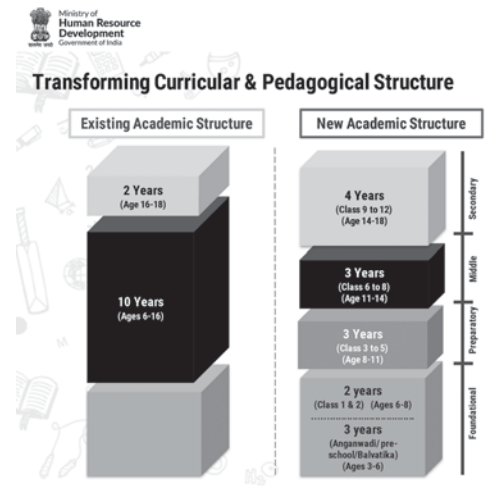 Ministry of
Human Resource
Development
Government of India
Transforming Curricular & Pedagogical Structure
Existing Academic Structure
New Academic Structure
2 Years
(Age 16-18)
10 Years
(Ages 6-16)
4 Years
(Class 9 to 12)
(Age 14-18)
Secondary
3 Years
(Class 6 to 8)
(Age 11-14)
Middle
3 Years
(Class 3 to 5)
(Age 8-11)
Preparatory
2 years
(Class 1 & 2) (Ages 6-8)
3 years
(Anganwadi/ pre-
school/Balvatika)
(Ages 3-6)
Foundational